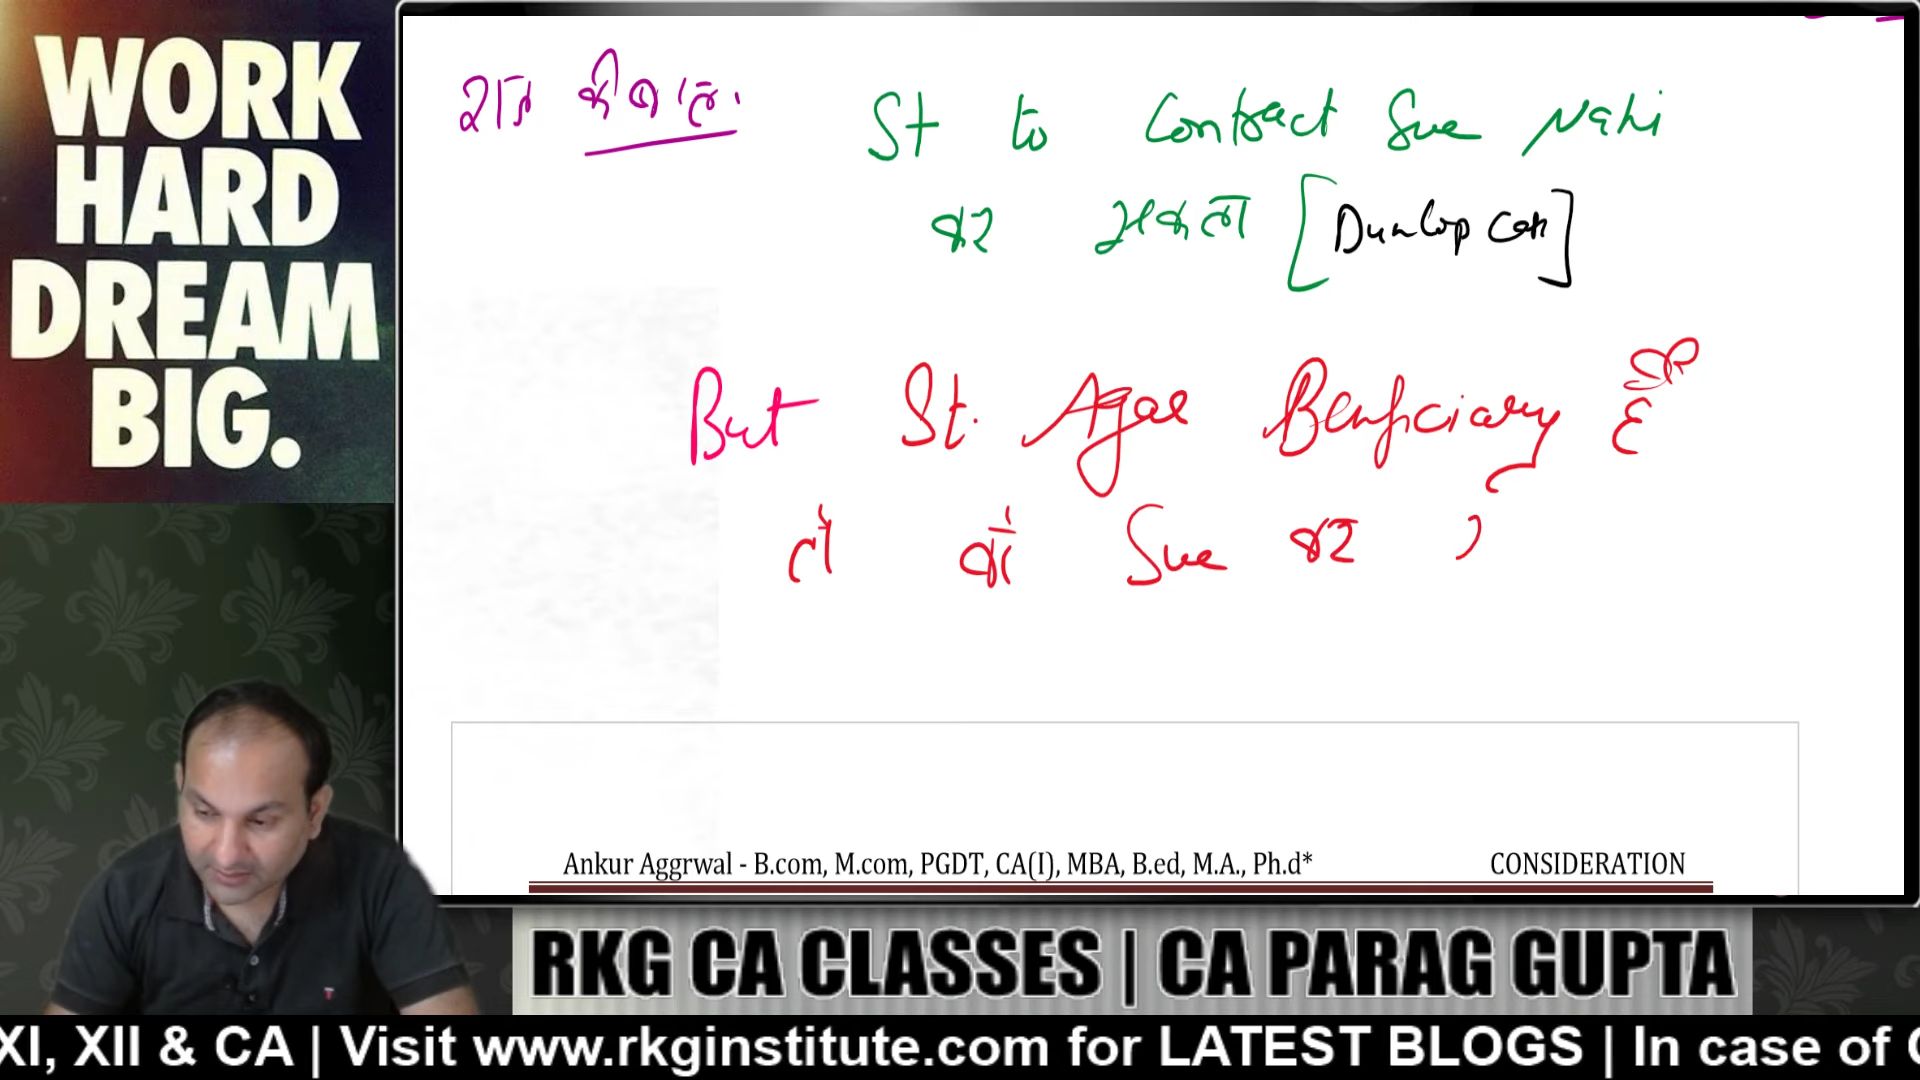 WORK
HARD
DREAM
BIG.
St to Contract Sue Nahi
कर सकता [Dunlop Case]
But St. Agar Benficiary है
तो वो Sue कर
Ankur Aggrwal - B.com, M.com, PGDT, CA(I), MBA, B.ed, M.A., Ph.d* CONSIDERATION
RKG CA CLASSES | CA PARAG GUPTA
XI, XII & CA | Visit www.rkginstitute.com for LATEST BLOGS | In case of